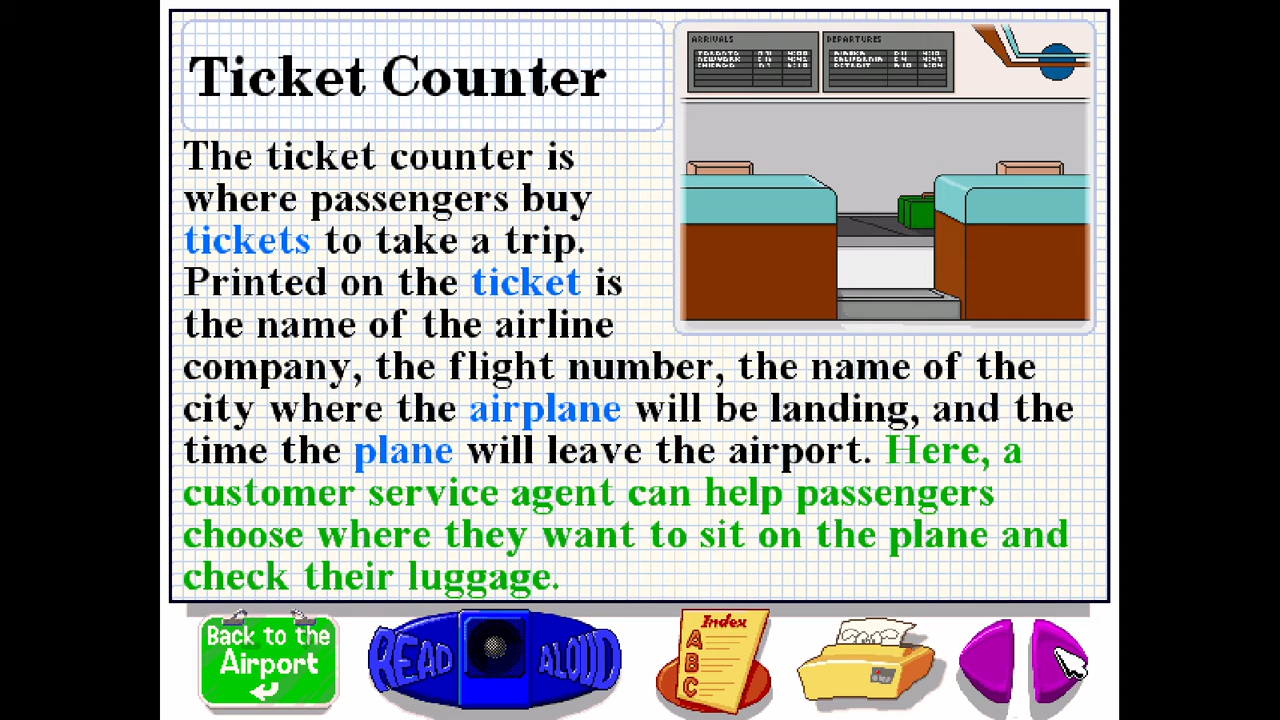 Ticket Counter
ARRIVALS
DEPARTURES
The ticket counter is
where passengers buy
tickets to take a trip.
Printed on the ticket is
the name of the airline
company, the flight number, the name of the
city where the airplane will be landing, and the
time the plane will leave the airport. Here, a
customer service agent can help passengers
choose where they want to sit on the plane and
check their luggage.
Back to the
Airport
READ ALOUD
Index
A
B
C